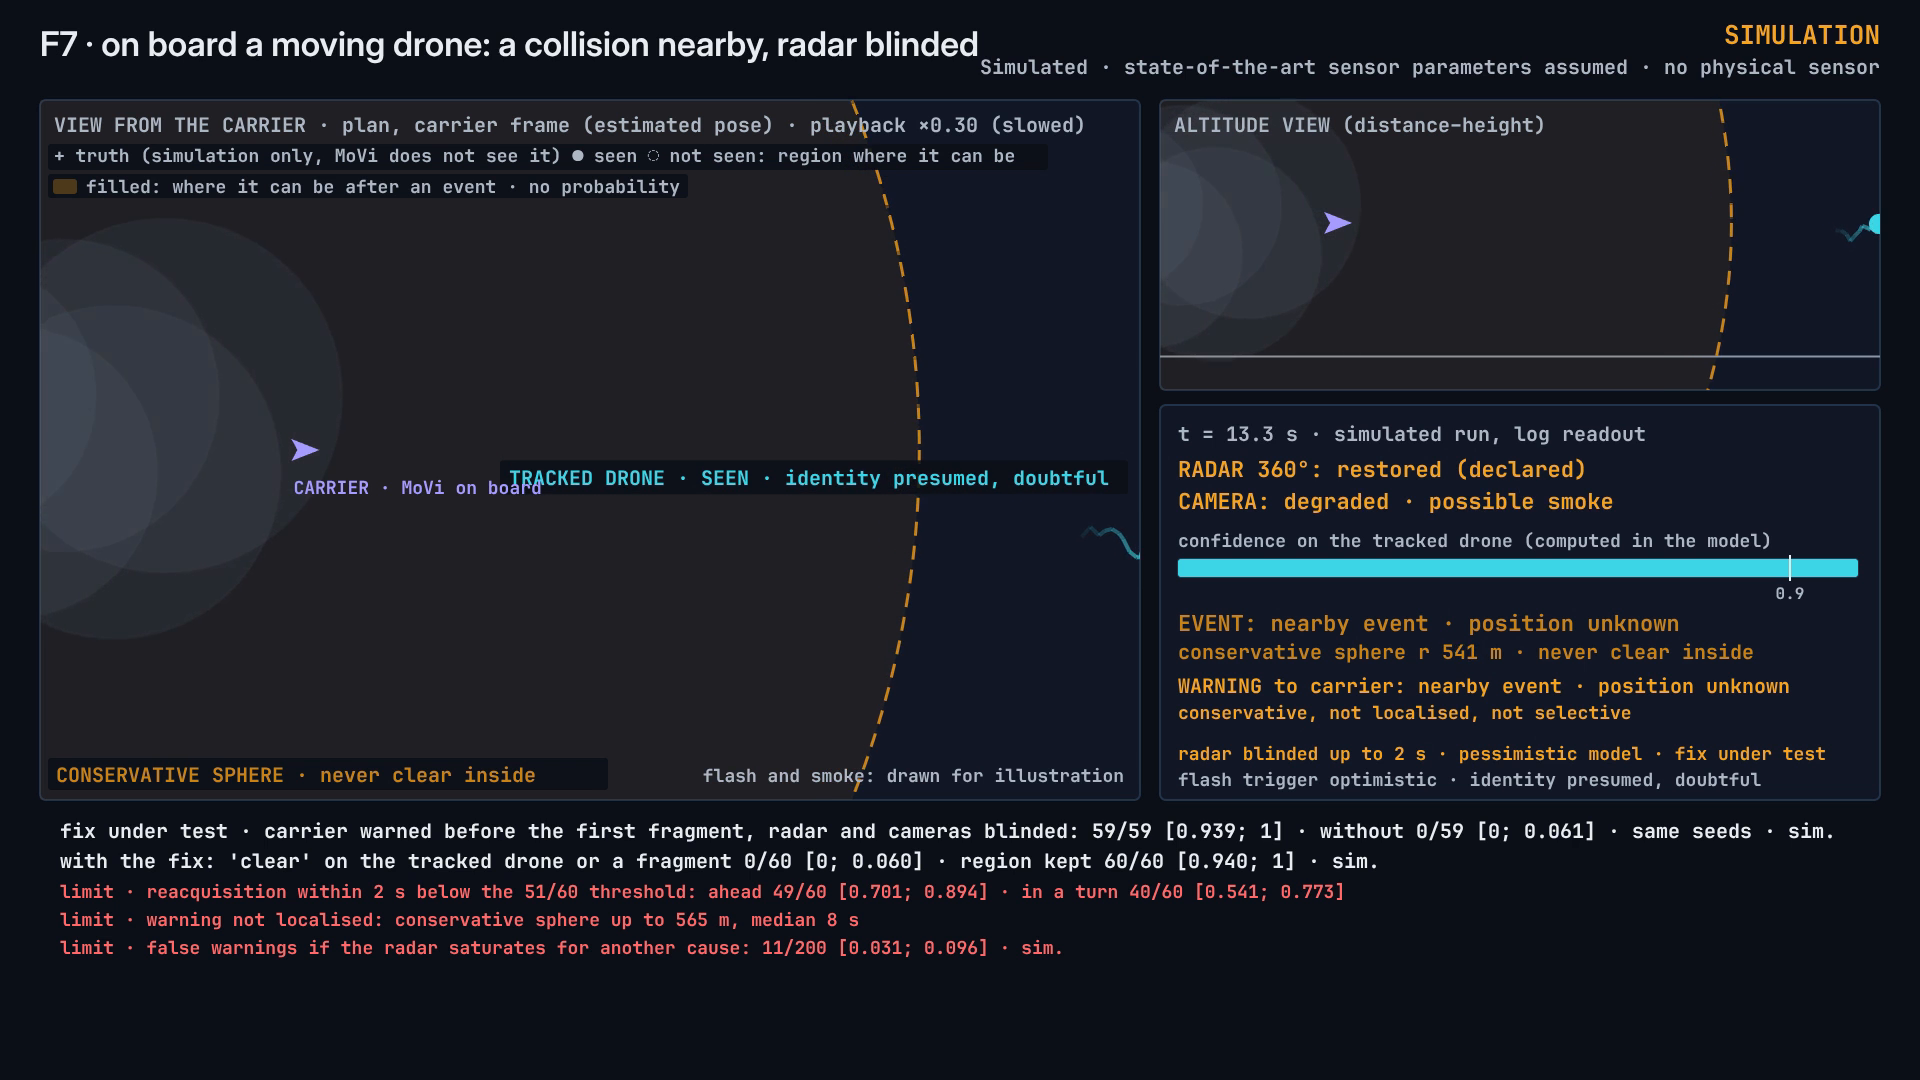 F7 · on board a moving drone: a collision nearby, radar blinded
SIMULATION
Simulated · state-of-the-art sensor parameters assumed · no physical sensor
VIEW FROM THE CARRIER · plan, carrier frame (estimated pose) · playback ×0.30 (slowed)
+ truth (simulation only, MoVi does not see it) ● seen ◌ not seen: region where it can be
filled: where it can be after an event · no probability
TRACKED DRONE · SEEN · identity presumed, doubtful
CARRIER · MoVi on board
CONSERVATIVE SPHERE · never clear inside
flash and smoke: drawn for illustration
ALTITUDE VIEW (distance-height)
t = 13.3 s · simulated run, log readout
RADAR 360°: restored (declared)
CAMERA: degraded · possible smoke
confidence on the tracked drone (computed in the model)
0.9
EVENT: nearby event · position unknown
conservative sphere r 541 m · never clear inside
WARNING to carrier: nearby event · position unknown
conservative, not localised, not selective
radar blinded up to 2 s · pessimistic model · fix under test
flash trigger optimistic · identity presumed, doubtful
fix under test · carrier warned before the first fragment, radar and cameras blinded: 59/59 [0.939; 1] · without 0/59 [0; 0.061] · same seeds · sim.
with the fix: 'clear' on the tracked drone or a fragment 0/60 [0; 0.060] · region kept 60/60 [0.940; 1] · sim.
limit · reacquisition within 2 s below the 51/60 threshold: ahead 49/60 [0.701; 0.894] · in a turn 40/60 [0.541; 0.773]
limit · warning not localised: conservative sphere up to 565 m, median 8 s
limit · false warnings if the radar saturates for another cause: 11/200 [0.031; 0.096] · sim.